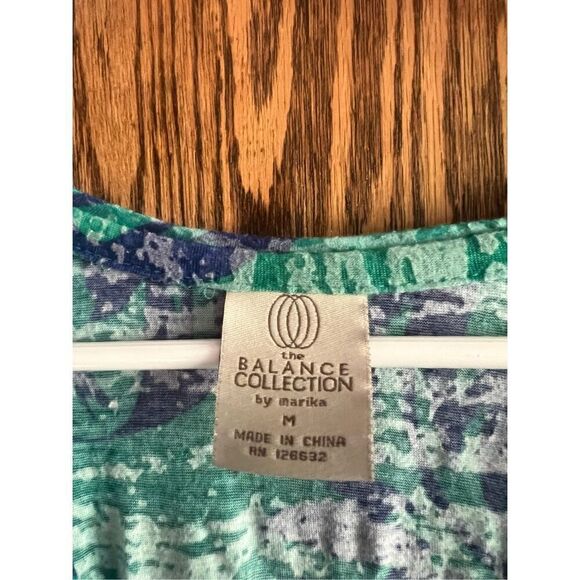 the
BALANCE
COLLECTION
by marika
M
MADE IN CHINA
RN 126632